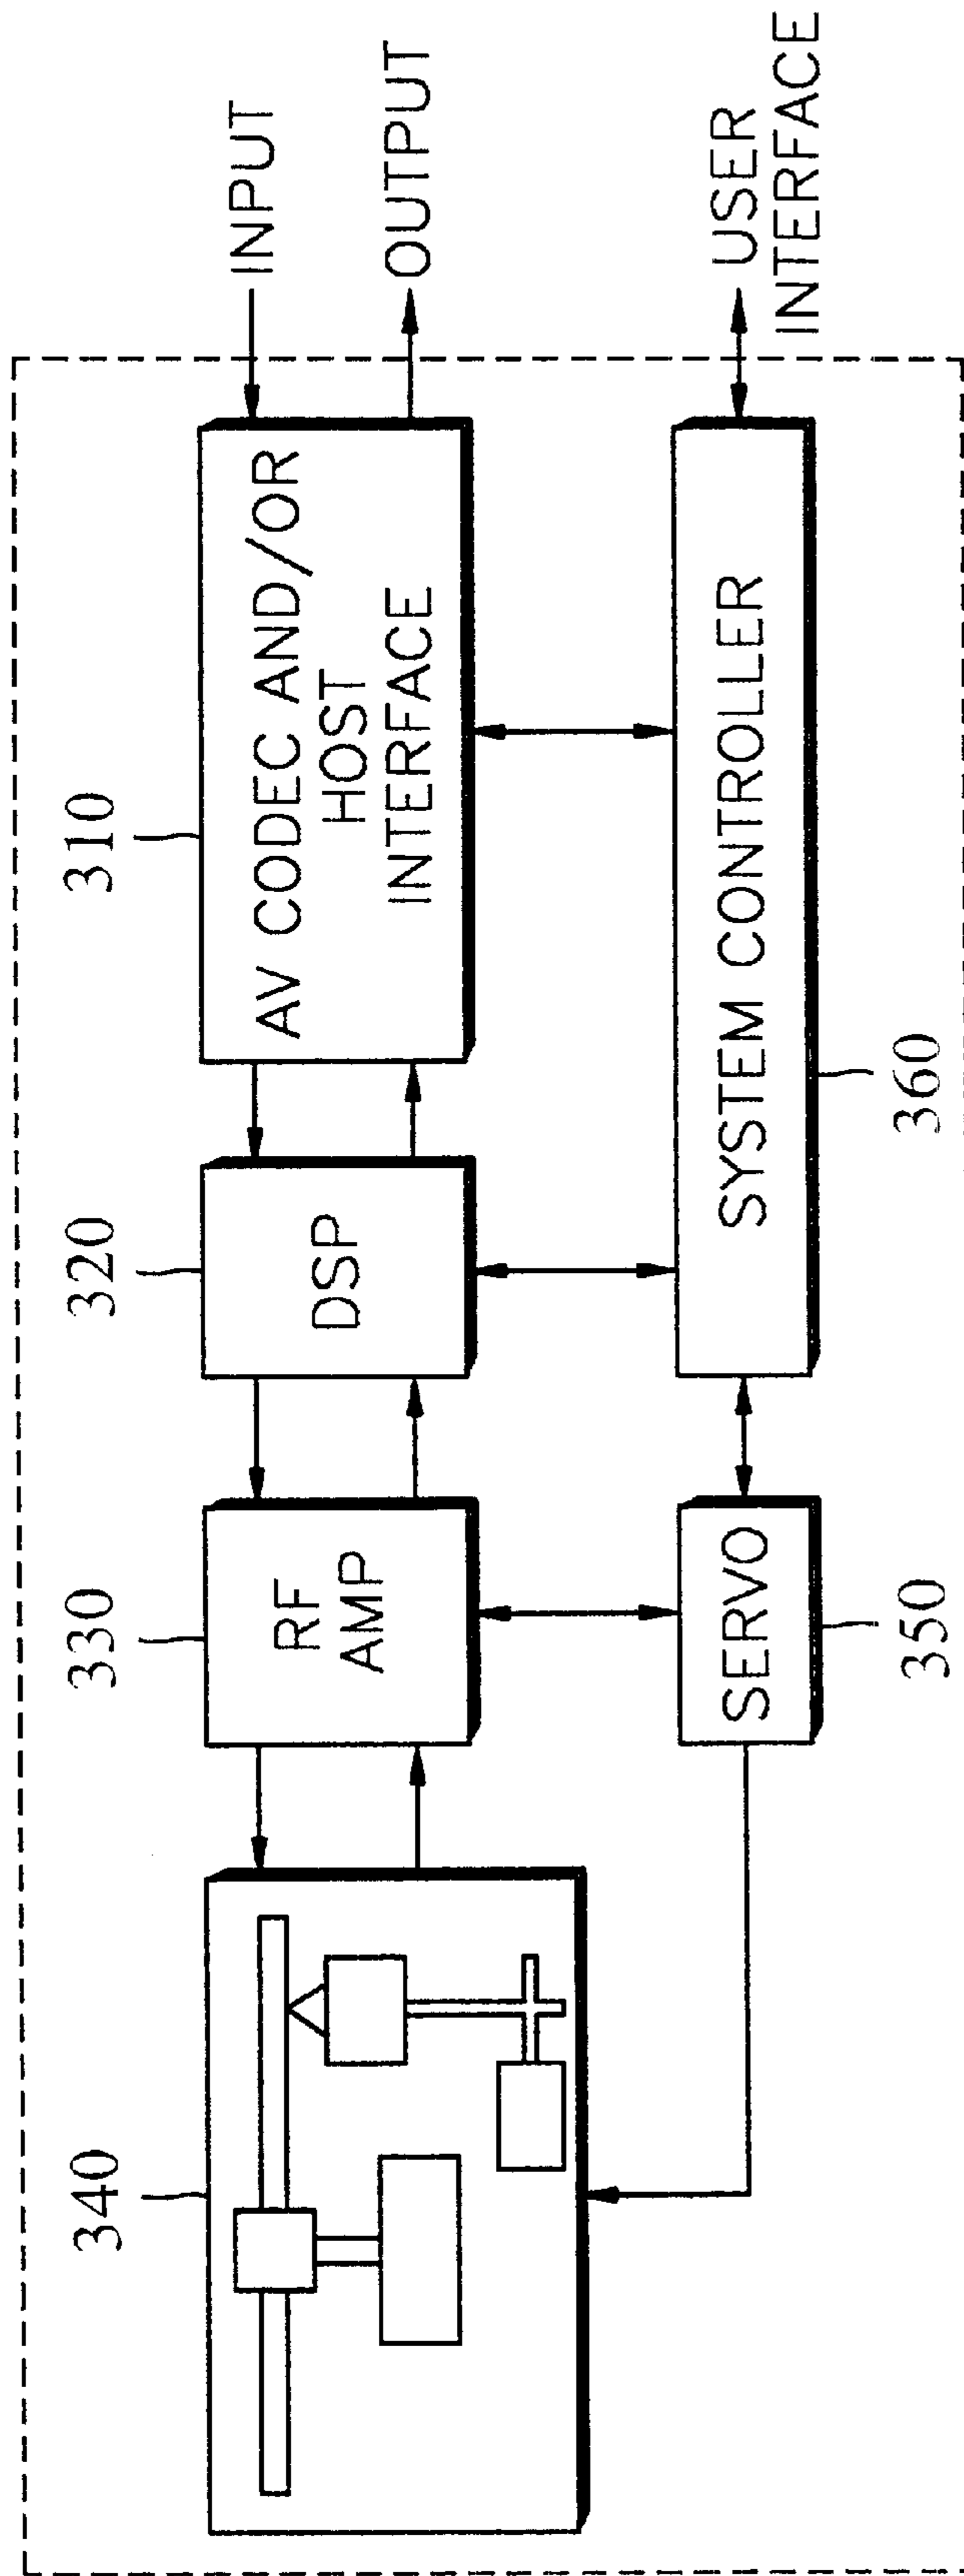 340
330
320
310
RF
AMP
DSP
AV CODEC AND/OR
HOST
INTERFACE
INPUT
OUTPUT
SERVO
SYSTEM CONTROLLER
USER
INTERFACE
350
360